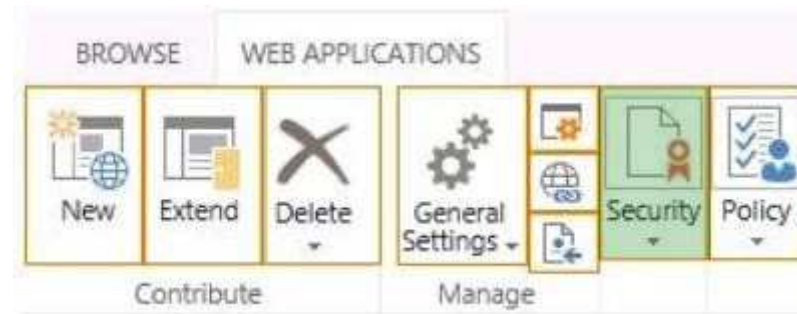 BROWSE WEB APPLICATIONS
New Extend Delete General Settings Security Policy
Contribute Manage